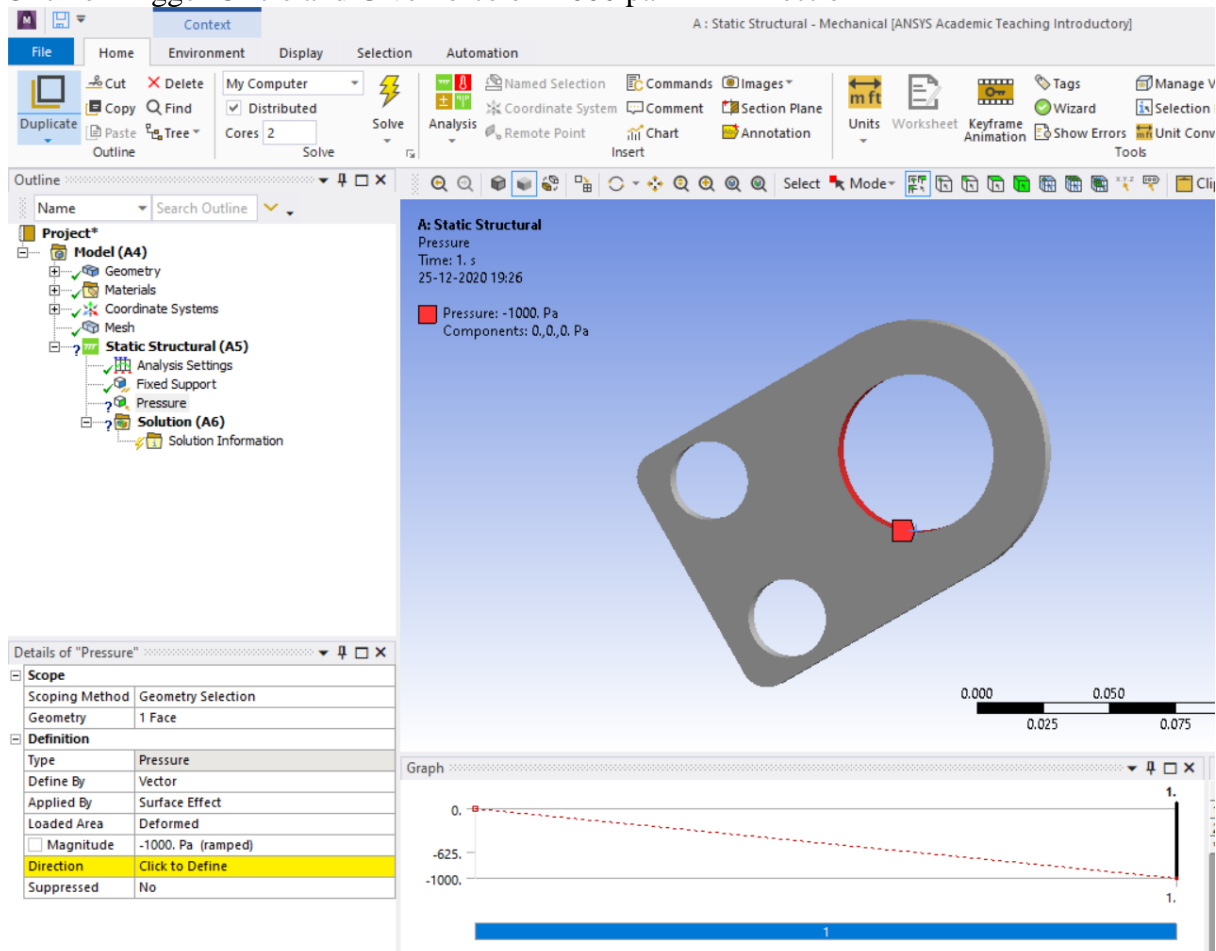 Context
A : Static Structural - Mechanical [ANSYS Academic Teaching Introductory]
File Home Environment Display Selection Automation
Cut Delete My Computer Named Selection Commands Images Tags Manage
Duplicate Copy Find Distributed Solve Analysis Coordinate System Comment Section Plane Units Worksheet Keyframe Animation Wizard Selection
Paste Tree Cores 2 Remote Point Chart Annotation Show Errors Unit Conv
Outline Solve Insert Tools
Outline
Name Search Outline
Select Mode Clip
Project*
Model (A4)
Geometry
Materials
Coordinate Systems
Mesh
Static Structural (A5)
Analysis Settings
Fixed Support
Pressure
Solution (A6)
Solution Information
A: Static Structural
Pressure
Time: 1. s
25-12-2020 19:26
Pressure: -1000. Pa
Components: 0.,0.,0. Pa
0.000 0.050
0.025 0.075
Details of "Pressure"
Scope
Scoping Method Geometry Selection
Geometry 1 Face
Definition
Type Pressure
Define By Vector
Applied By Surface Effect
Loaded Area Deformed
Magnitude -1000. Pa (ramped)
Direction Click to Define
Suppressed No
Graph
1.
0.
-625.
-1000.
1.
1